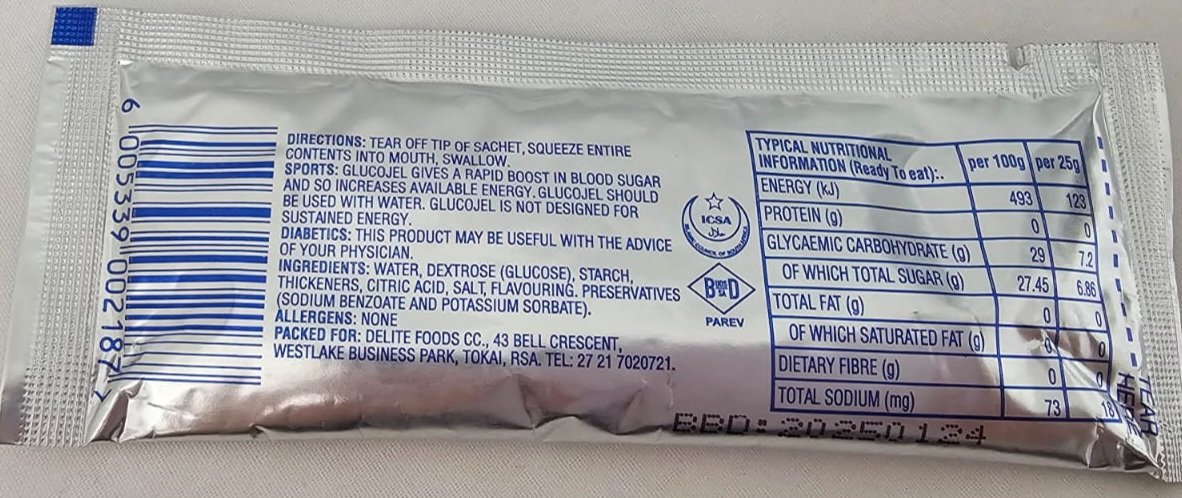 6 005339 002187 >
DIRECTIONS: TEAR OFF TIP OF SACHET, SQUEEZE ENTIRE
CONTENTS INTO MOUTH, SWALLOW.
SPORTS: GLUCOJEL GIVES A RAPID BOOST IN BLOOD SUGAR
AND SO INCREASES AVAILABLE ENERGY. GLUCOJEL SHOULD
BE USED WITH WATER. GLUCOJEL IS NOT DESIGNED FOR
SUSTAINED ENERGY.
DIABETICS: THIS PRODUCT MAY BE USEFUL WITH THE ADVICE
OF YOUR PHYSICIAN.
INGREDIENTS: WATER, DEXTROSE (GLUCOSE), STARCH,
THICKENERS, CITRIC ACID, SALT, FLAVOURING. PRESERVATIVES
(SODIUM BENZOATE AND POTASSIUM SORBATE).
ALLERGENS: NONE
PACKED FOR: DELITE FOODS CC., 43 BELL CRESCENT,
WESTLAKE BUSINESS PARK, TOKAI, RSA. TEL: 27 21 7020721.
ICSA
B UOS SA D
PAREV
TYPICAL NUTRITIONAL
INFORMATION (Ready To eat):. per 100g per 25g
ENERGY (kJ) 493 123
PROTEIN (g) 0 0
GLYCAEMIC CARBOHYDRATE (g) 29 7.2
OF WHICH TOTAL SUGAR (g) 27.45 6.86
TOTAL FAT (g) 0 0
OF WHICH SATURATED FAT (g) 0 0
DIETARY FIBRE (g) 0 0
TOTAL SODIUM (mg) 73 18
TEAR
HERE
BBD: 20250124